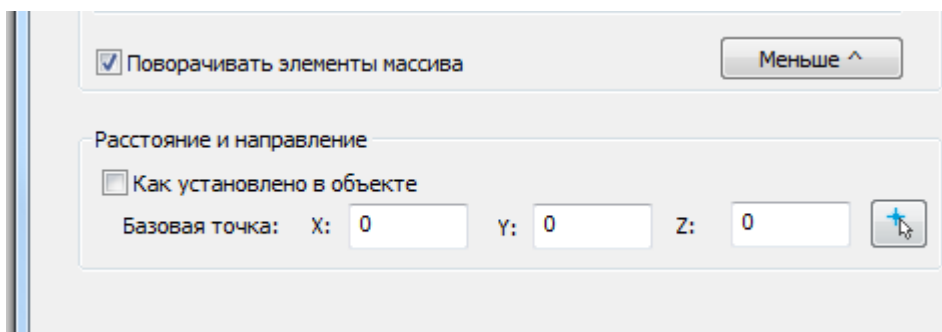 Поворачивать элементы массива Меньше ^
Расстояние и направление
Как установлено в объекте
Базовая точка: X: 0 Y: 0 Z: 0